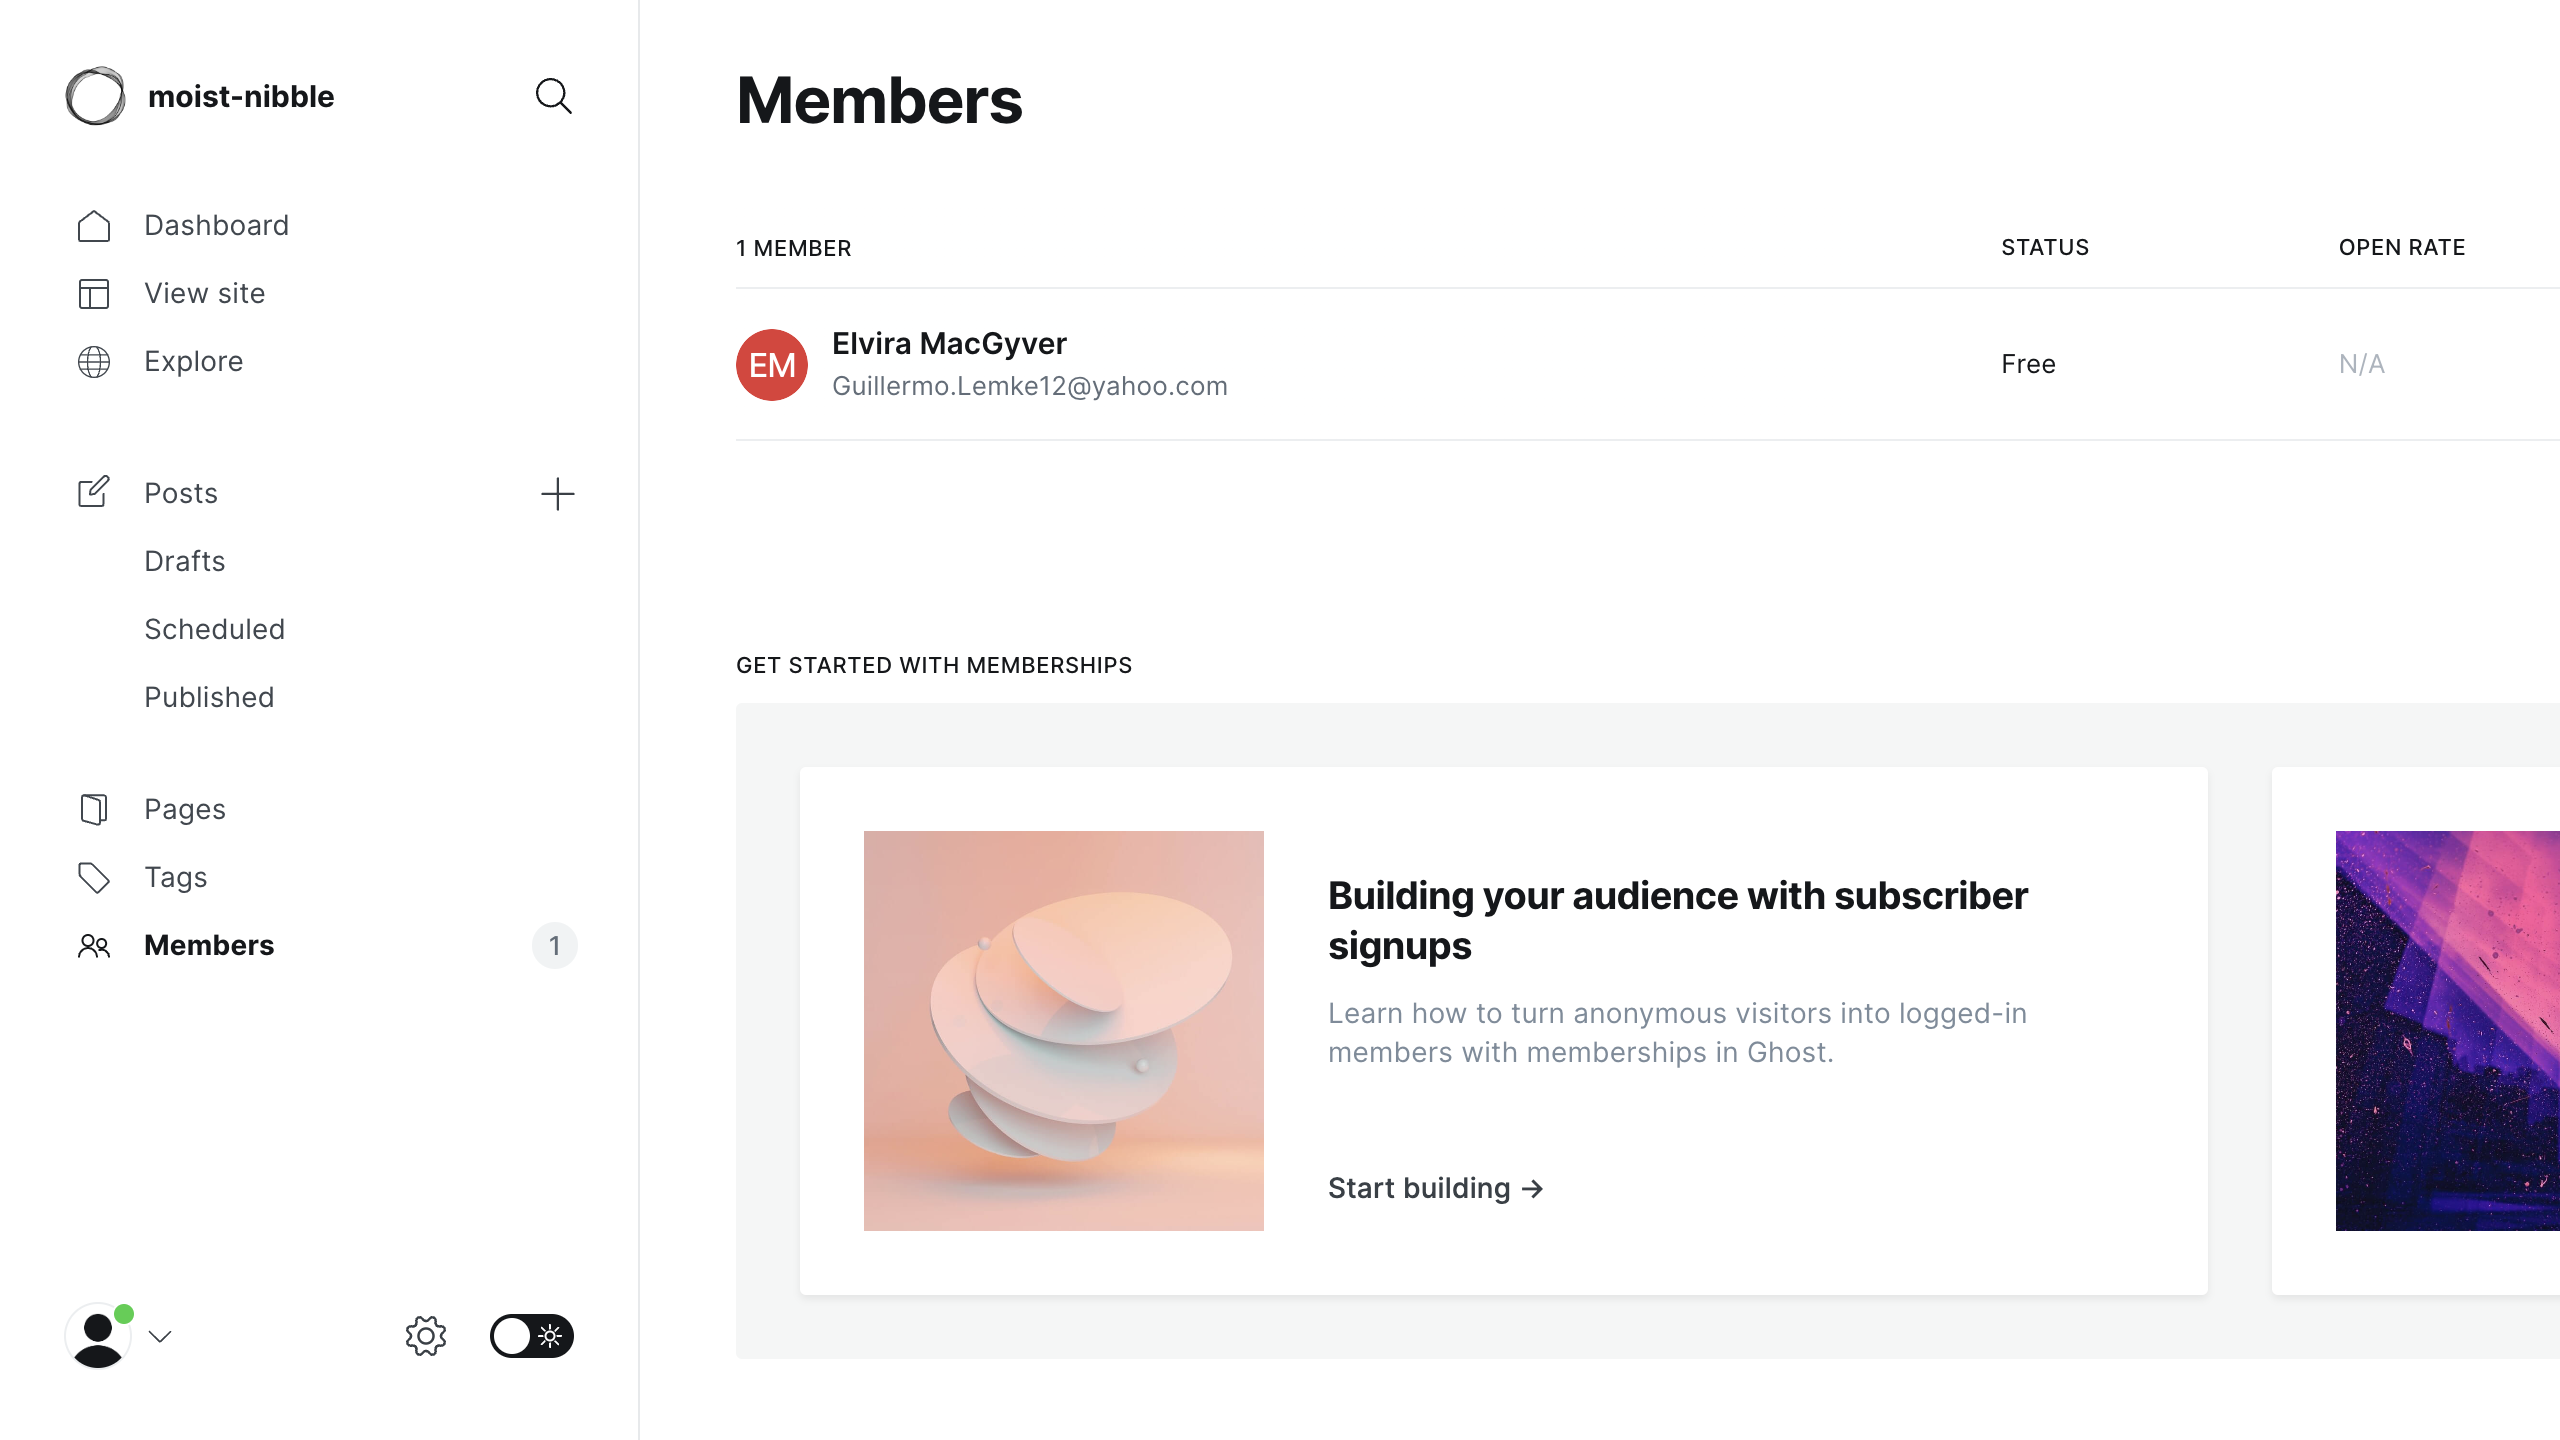 moist-nibble
Dashboard
View site
Explore
Posts
Drafts
Scheduled
Published
Pages
Tags
Members
1
Members
1 MEMBER
STATUS
OPEN RATE
EM
Elvira MacGyver
Guillermo.Lemke12@yahoo.com
Free
N/A
GET STARTED WITH MEMBERSHIPS
Building your audience with subscriber
signups
Learn how to turn anonymous visitors into logged-in
members with memberships in Ghost.
Start building →